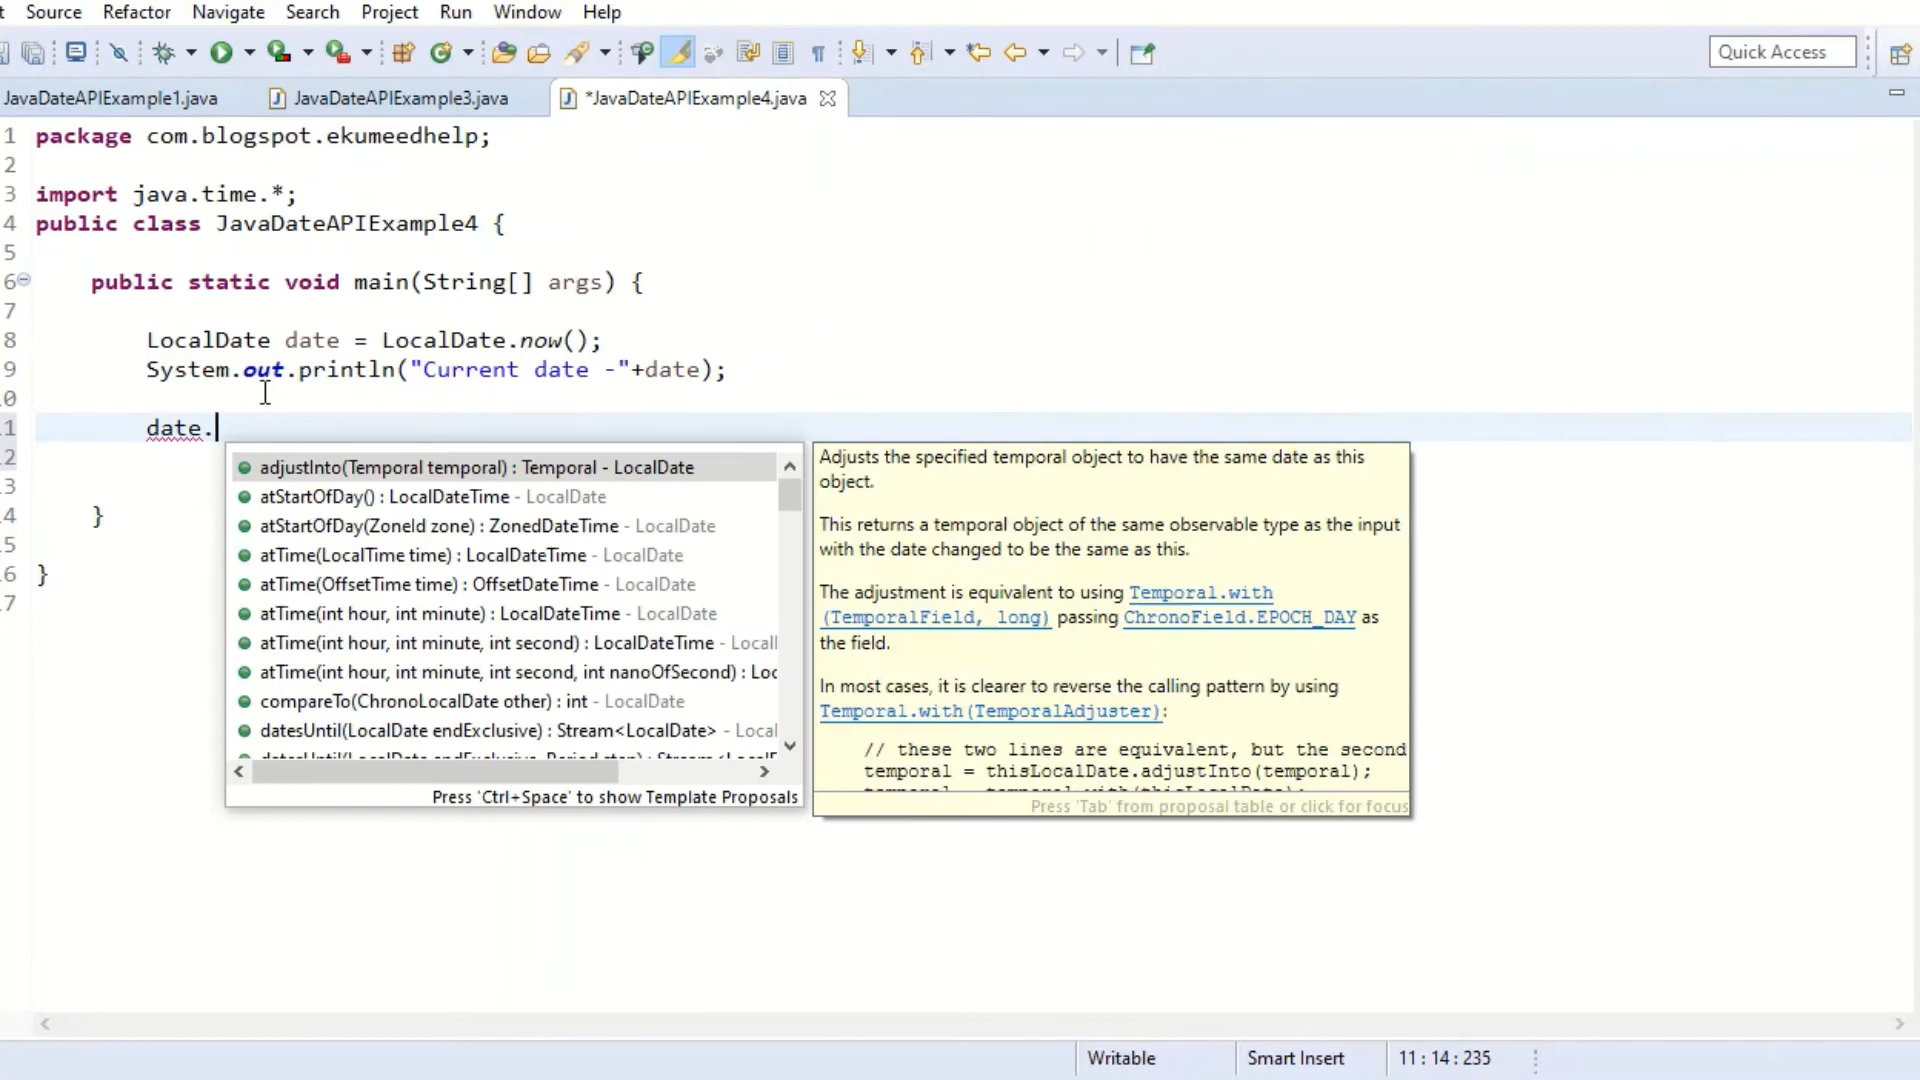 t Source Refactor Navigate Search Project Run Window Help
Quick Access
JavaDateAPIExample1.java JavaDateAPIExample3.java *JavaDateAPIExample4.java
1 package com.blogspot.ekumeedhelp;
2
3 import java.time.*;
4 public class JavaDateAPIExample4 {
5
6 public static void main(String[] args) {
7
8 LocalDate date = LocalDate.now();
9 System.out.println("Current date -"+date);
0
1 date.
2
3
4 }
5
6 }
7
adjustInto(Temporal temporal) : Temporal - LocalDate
atStartOfDay() : LocalDateTime - LocalDate
atStartOfDay(ZoneId zone) : ZonedDateTime - LocalDate
atTime(LocalTime time) : LocalDateTime - LocalDate
atTime(OffsetTime time) : OffsetDateTime - LocalDate
atTime(int hour, int minute) : LocalDateTime - LocalDate
atTime(int hour, int minute, int second) : LocalDateTime - Locall
atTime(int hour, int minute, int second, int nanoOfSecond) : Loc
compareTo(ChronoLocalDate other) : int - LocalDate
datesUntil(LocalDate endExclusive) : Stream<LocalDate> - Local
Press 'Ctrl+Space' to show Template Proposals
Adjusts the specified temporal object to have the same date as this
object.
This returns a temporal object of the same observable type as the input
with the date changed to be the same as this.
The adjustment is equivalent to using Temporal.with
(TemporalField, long) passing ChronoField.EPOCH_DAY as
the field.
In most cases, it is clearer to reverse the calling pattern by using
Temporal.with(TemporalAdjuster):
// these two lines are equivalent, but the second
temporal = thisLocalDate.adjustInto(temporal);
Press 'Tab' from proposal table or click for focus
Writable Smart Insert 11 : 14 : 235